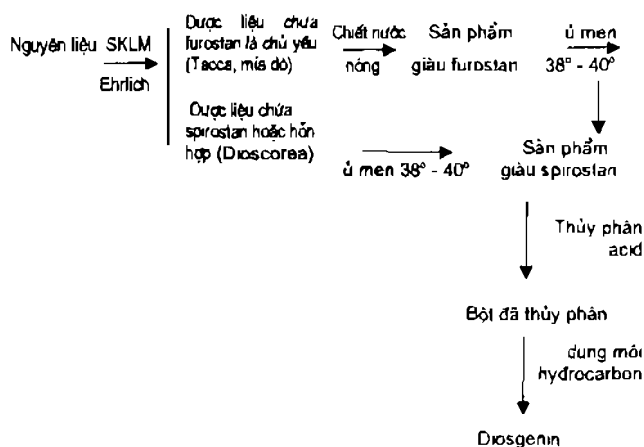 Nguyên liệu SKLM
Ehrlich
Dược liệu chứa
furostan là chủ yếu
(Tacca, mía dò)
Chiết nước
nóng
Sản phẩm
giàu furostan
ủ men
38° - 40°
Dược liệu chứa
spirostan hoặc hỗn
hợp (Dioscorea)
ủ men 38° - 40°
Sản phẩm
giàu spirostan
Thủy phân
acid
Bột đã thủy phân
dung môi
hydrocarbon
Diosgenin